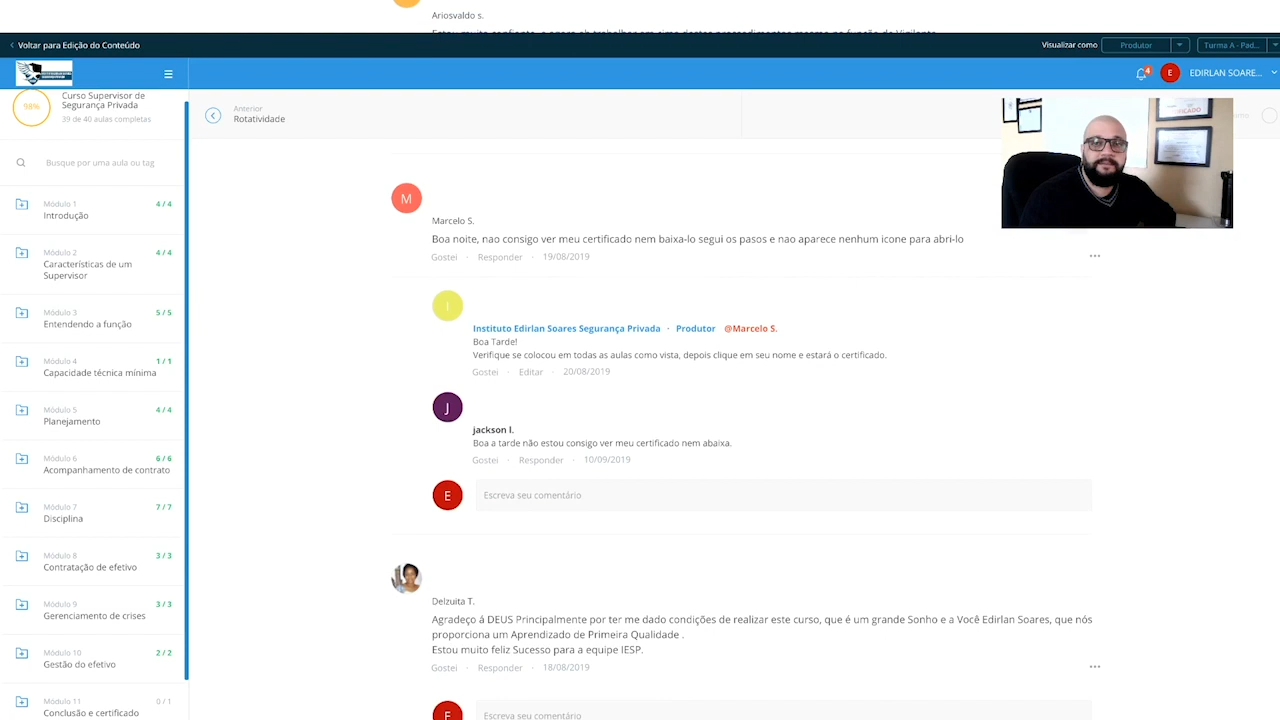 Ariosvaldo s.
Voltar para Edição do Conteúdo
Visualizar como
Produtor
Turma A - Pad...
4
E
EDIRLAN SOARE...
98%
Curso Supervisor de
Segurança Privada
39 de 40 aulas completas
Anterior
Rotatividade
Busque por uma aula ou tag
Módulo 1
4 / 4
Introdução
Módulo 2
4 / 4
Características de um
Supervisor
Módulo 3
5 / 5
Entendendo a função
Módulo 4
1 / 1
Capacidade técnica mínima
Módulo 5
4 / 4
Planejamento
Módulo 6
6 / 6
Acompanhamento de contrato
Módulo 7
7 / 7
Disciplina
Módulo 8
3 / 3
Contratação de efetivo
Módulo 9
3 / 3
Gerenciamento de crises
Módulo 10
2 / 2
Gestão do efetivo
Módulo 11
0 / 1
Conclusão e certificado
M
Marcelo S.
Boa noite, nao consigo ver meu certificado nem baixa-lo segui os pasos e nao aparece nenhum icone para abri-lo
Gostei · Responder · 19/08/2019
I
Instituto Edirlan Soares Segurança Privada · Produtor @Marcelo S.
Boa Tarde!
Verifique se colocou em todas as aulas como vista, depois clique em seu nome e estará o certificado.
Gostei · Editar · 20/08/2019
J
jackson l.
Boa a tarde não estou consigo ver meu certificado nem abaixa.
Gostei · Responder · 10/09/2019
E
Escreva seu comentário
Delzuita T.
Agradeço á DEUS Principalmente por ter me dado condições de realizar este curso, que é um grande Sonho e a Você Edirlan Soares, que nós
proporciona um Aprendizado de Primeira Qualidade .
Estou muito feliz Sucesso para a equipe IESP.
Gostei · Responder · 18/08/2019
E
Escreva seu comentário